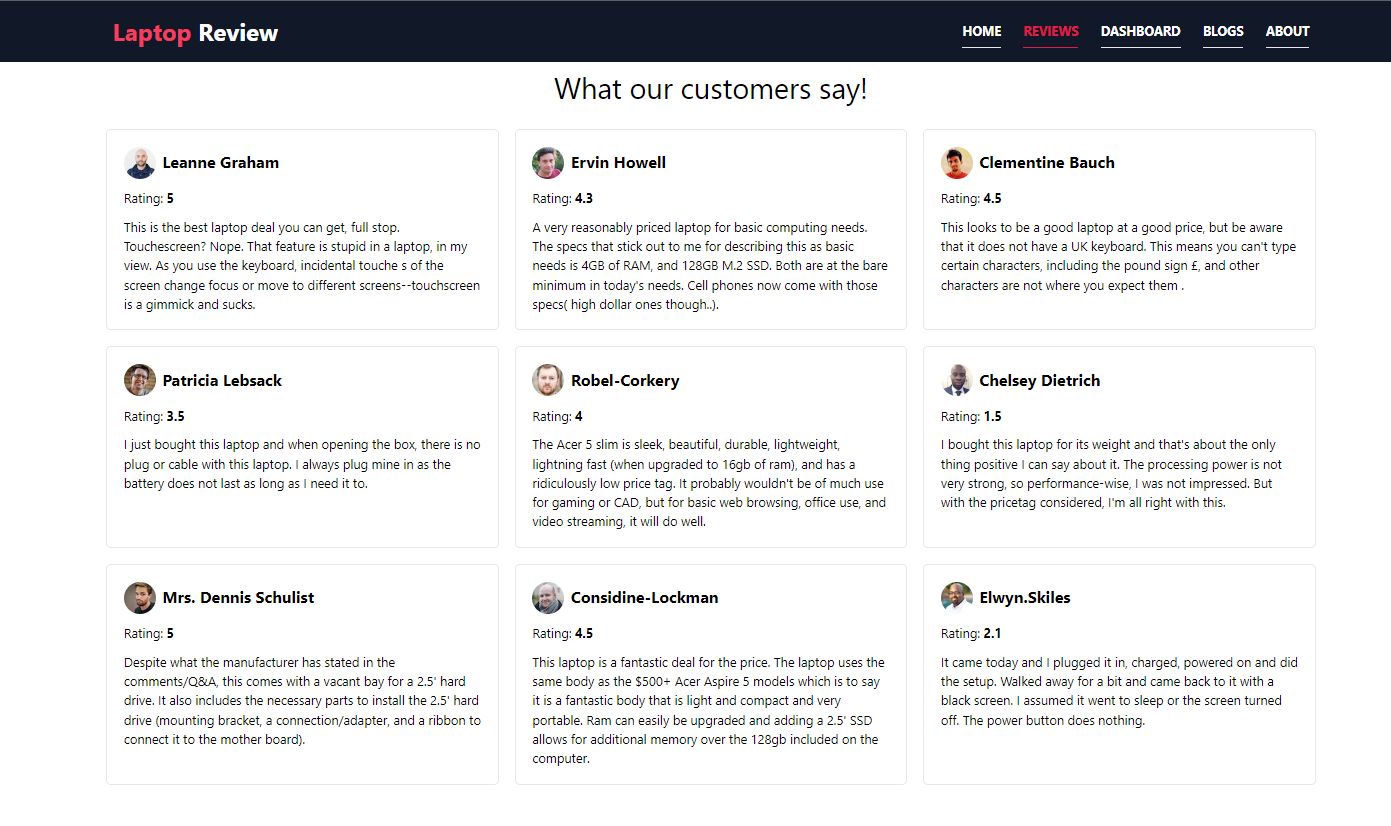 Laptop Review
HOME REVIEWS DASHBOARD BLOGS ABOUT
What our customers say!
Leanne Graham
Rating: 5
This is the best laptop deal you can get, full stop.
Touchescreen? Nope. That feature is stupid in a laptop, in my
view. As you use the keyboard, incidental touche s of the
screen change focus or move to different screens--touchscreen
is a gimmick and sucks.
Ervin Howell
Rating: 4.3
A very reasonably priced laptop for basic computing needs.
The specs that stick out to me for describing this as basic
needs is 4GB of RAM, and 128GB M.2 SSD. Both are at the bare
minimum in today's needs. Cell phones now come with those
specs( high dollar ones though..).
Clementine Bauch
Rating: 4.5
This looks to be a good laptop at a good price, but be aware
that it does not have a UK keyboard. This means you can't type
certain characters, including the pound sign £, and other
characters are not where you expect them .
Patricia Lebsack
Rating: 3.5
I just bought this laptop and when opening the box, there is no
plug or cable with this laptop. I always plug mine in as the
battery does not last as long as I need it to.
Robel-Corkery
Rating: 4
The Acer 5 slim is sleek, beautiful, durable, lightweight,
lightning fast (when upgraded to 16gb of ram), and has a
ridiculously low price tag. It probably wouldn't be of much use
for gaming or CAD, but for basic web browsing, office use, and
video streaming, it will do well.
Chelsey Dietrich
Rating: 1.5
I bought this laptop for its weight and that's about the only
thing positive I can say about it. The processing power is not
very strong, so performance-wise, I was not impressed. But
with the pricetag considered, I'm all right with this.
Mrs. Dennis Schulist
Rating: 5
Despite what the manufacturer has stated in the
comments/Q&A, this comes with a vacant bay for a 2.5' hard
drive. It also includes the necessary parts to install the 2.5' hard
drive (mounting bracket, a connection/adapter, and a ribbon to
connect it to the mother board).
Considine-Lockman
Rating: 4.5
This laptop is a fantastic deal for the price. The laptop uses the
same body as the $500+ Acer Aspire 5 models which is to say
it is a fantastic body that is light and compact and very
portable. Ram can easily be upgraded and adding a 2.5' SSD
allows for additional memory over the 128gb included on the
computer.
Elwyn.Skiles
Rating: 2.1
It came today and I plugged it in, charged, powered on and did
the setup. Walked away for a bit and came back to it with a
black screen. I assumed it went to sleep or the screen turned
off. The power button does nothing.